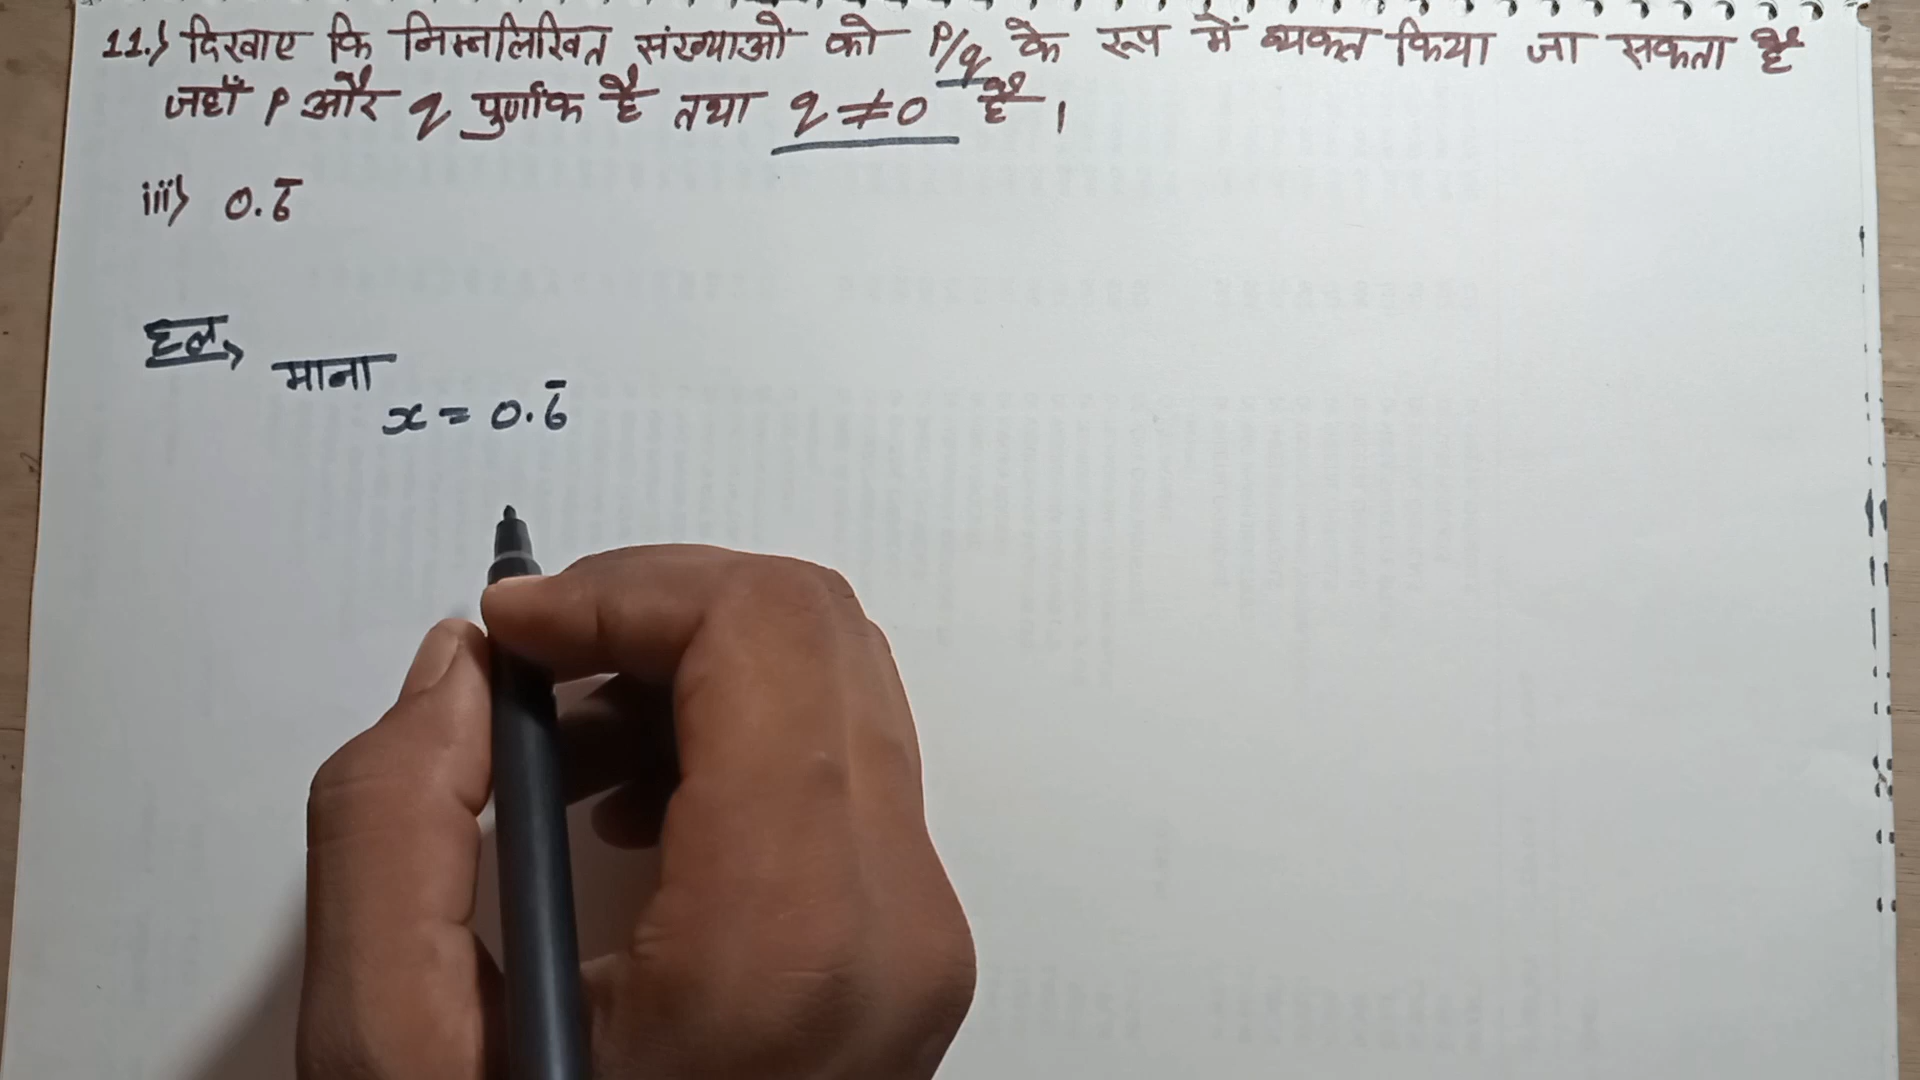 11.) दिखाए कि निम्नलिखित संख्याओं को P/q के रूप में व्यक्त किया जा सकता है
जहाँ P और q पुर्णांक है तथा q ≠ 0 है ।
iii) 0.6̅
हल→
माना
x = 0.6̅